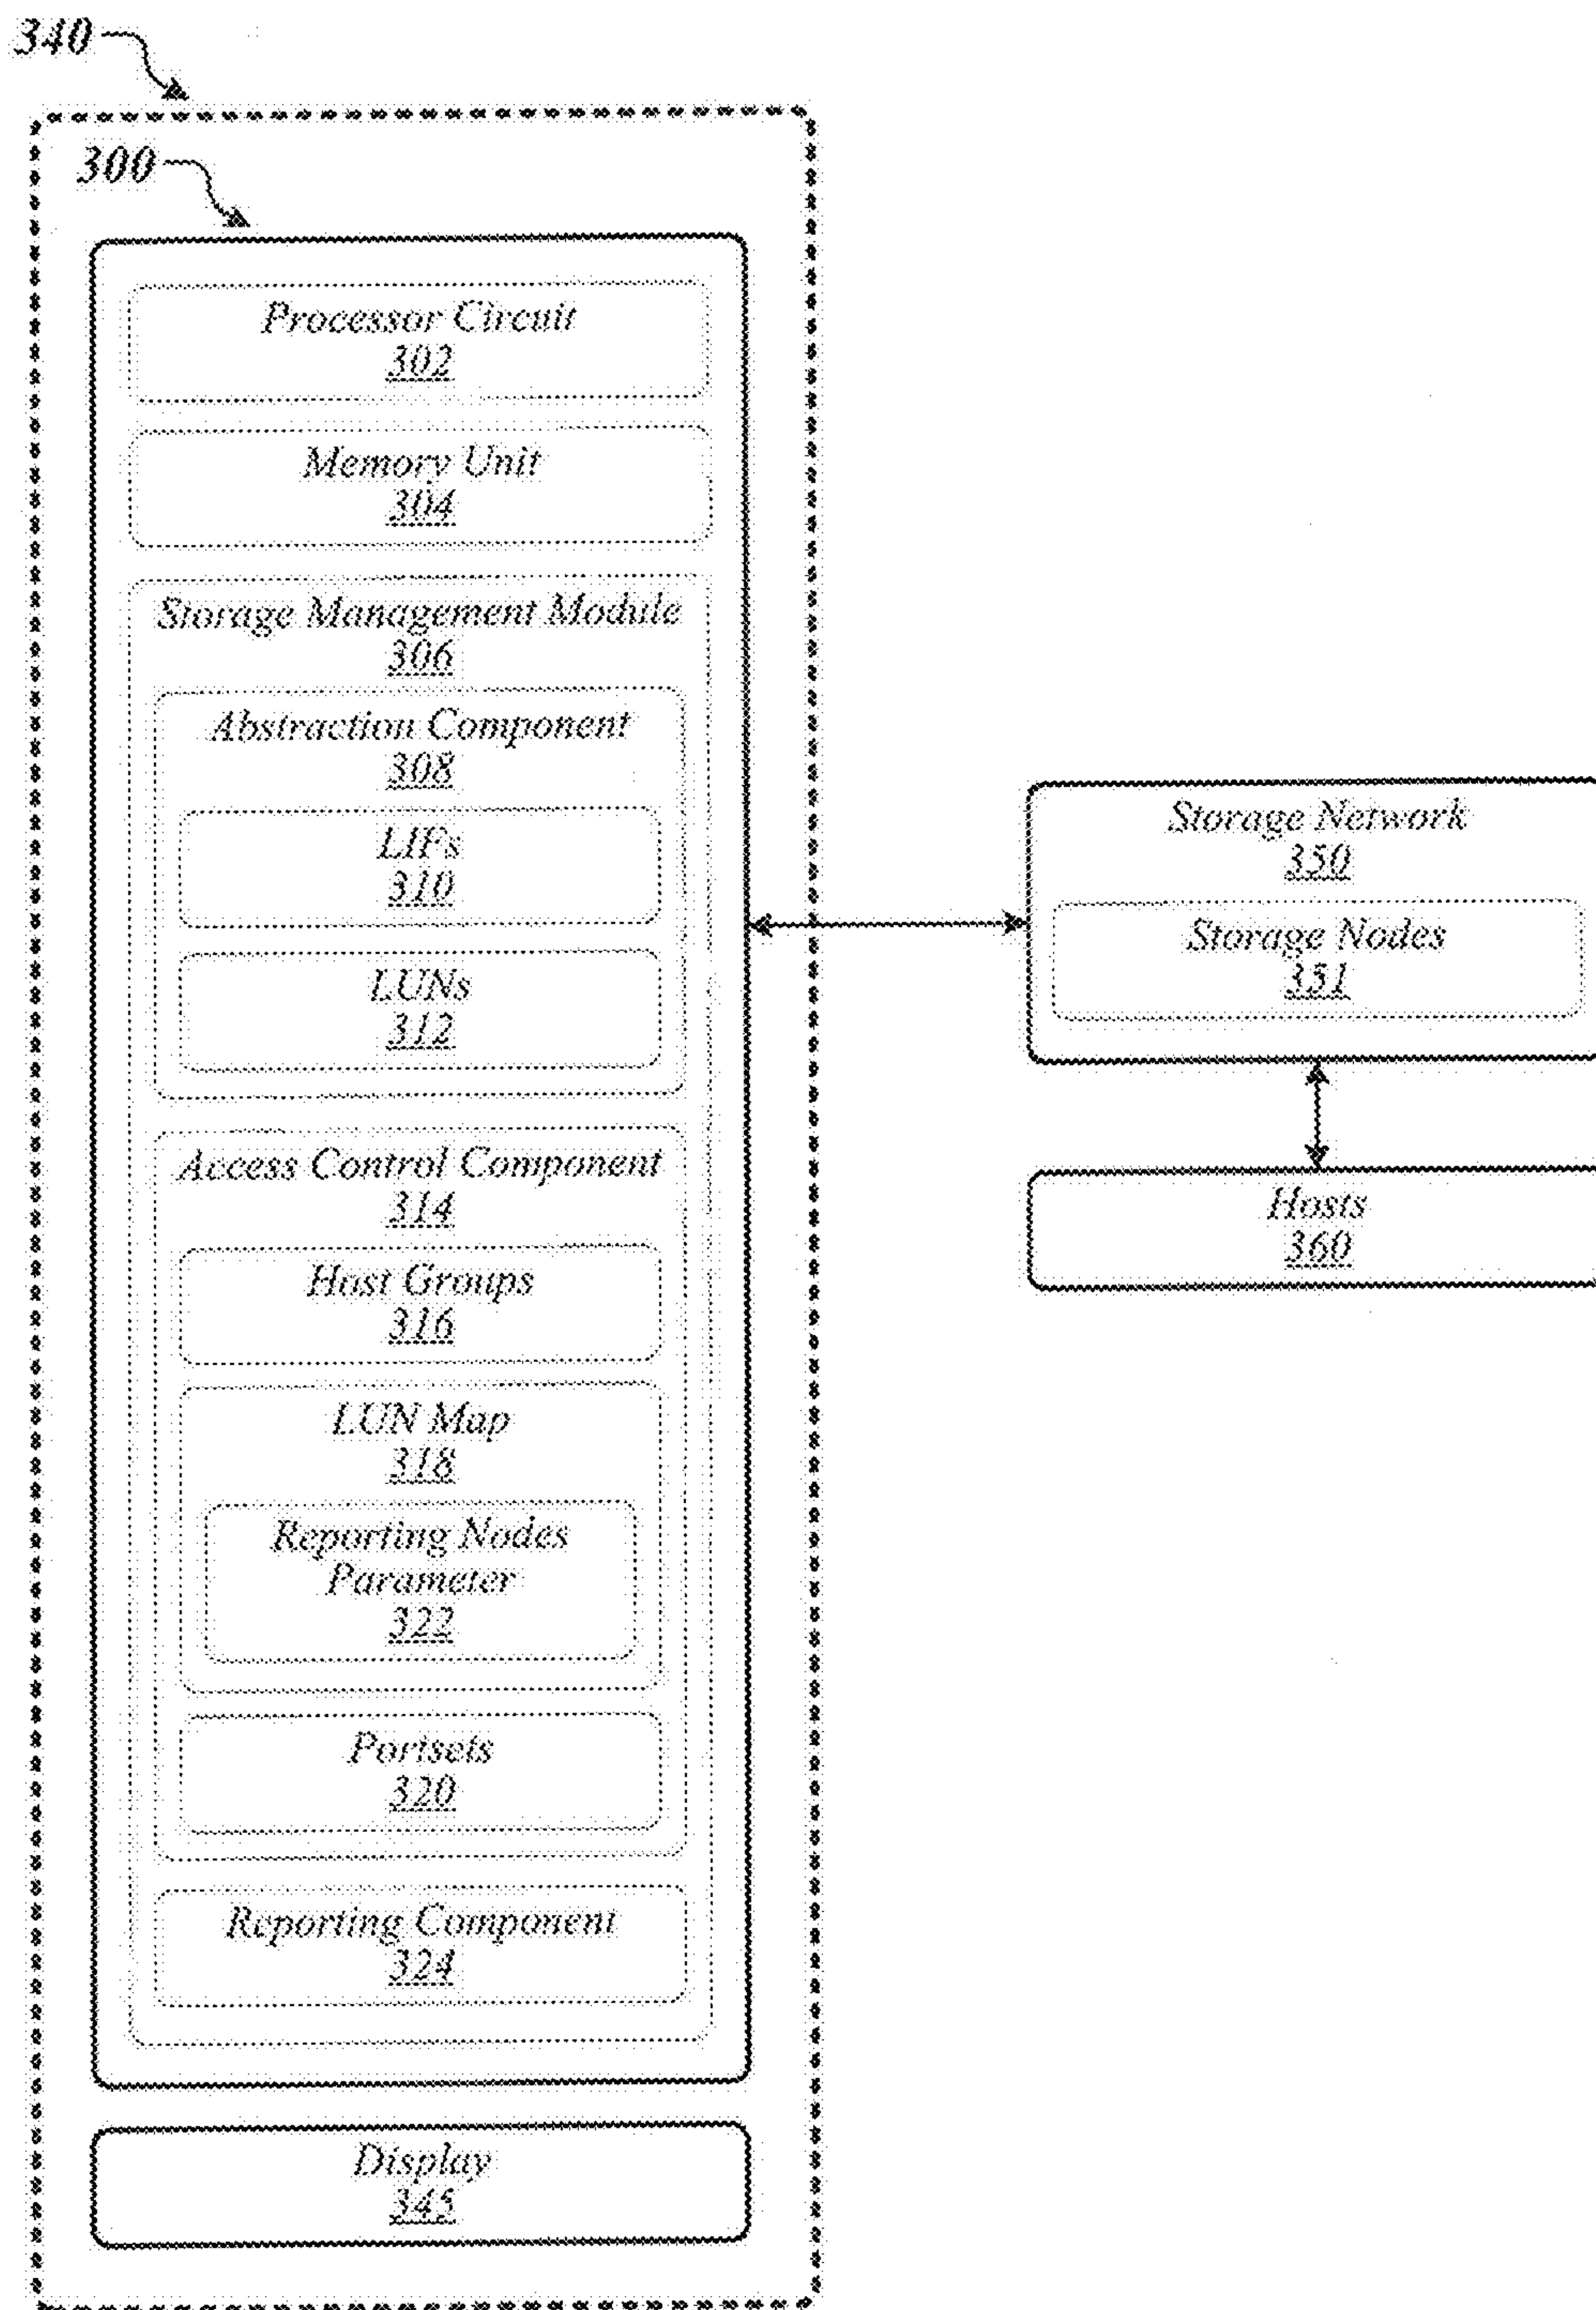 340
300
Processor Circuit
302
Memory Unit
304
Storage Management Module
306
Abstraction Component
308
LIFs
310
LUNs
312
Access Control Component
314
Host Groups
316
LUN Map
318
Reporting Nodes
Parameter
322
Portsets
320
Reporting Component
324
Display
345
Storage Network
350
Storage Nodes
351
Hosts
360